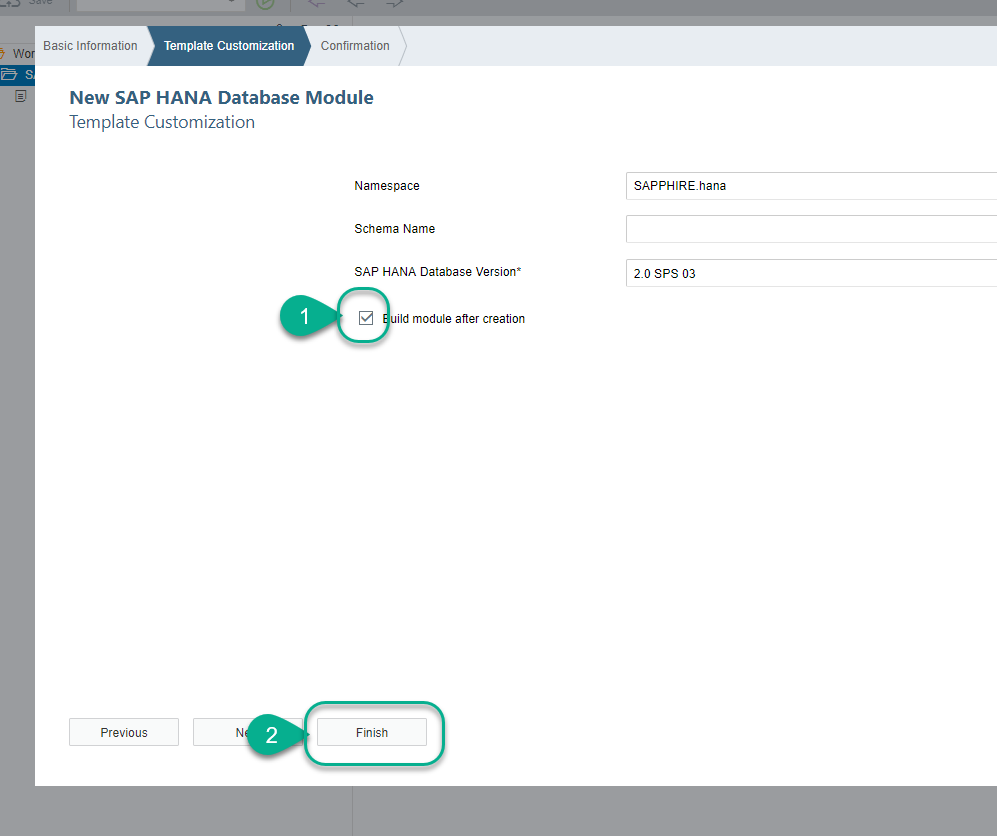 Save
Basic Information
Template Customization
Confirmation
Wor
SA
New SAP HANA Database Module
Template Customization
Namespace
SAPPHIRE.hana
Schema Name
SAP HANA Database Version*
2.0 SPS 03
1
Build module after creation
Previous
Ne
2
Finish